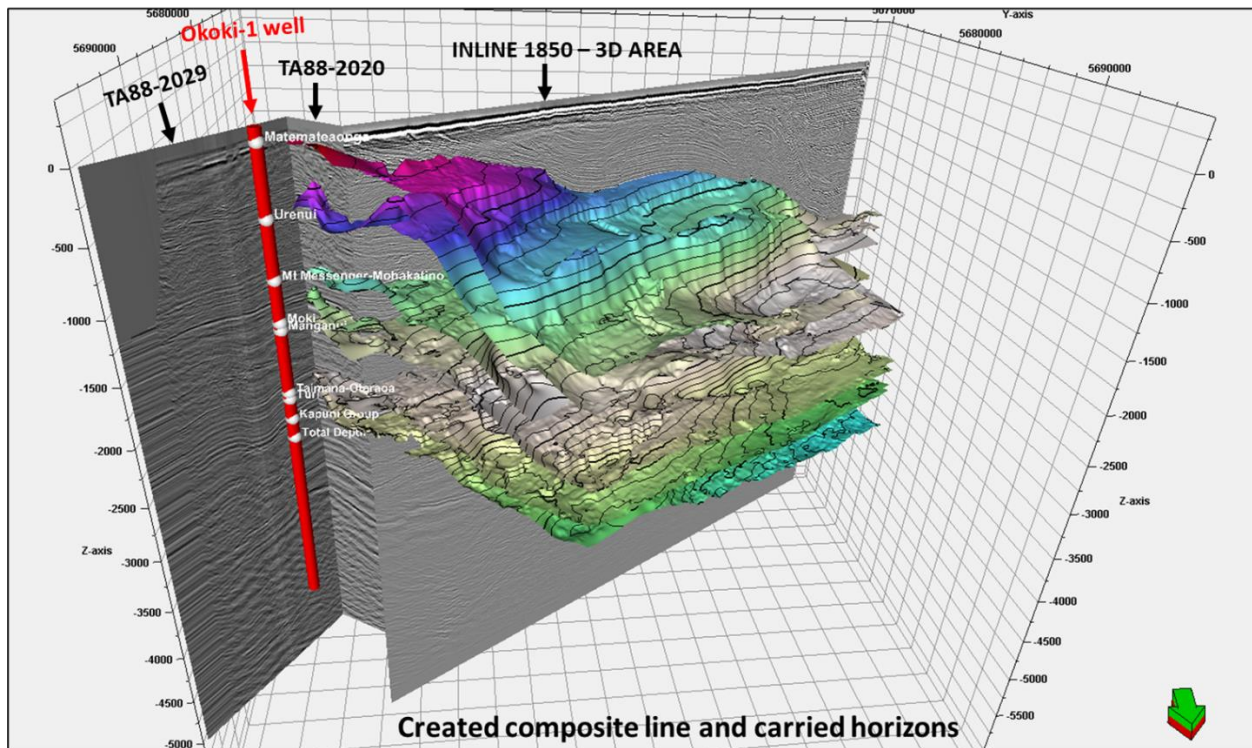 5680000
5690000
Okoki-1 well
TA88-2029
TA88-2020
INLINE 1850 – 3D AREA
5670000
Y-axis
5680000
5690000
Matemateaonga
Urenui
Mt Messenger-Mohakatino
Moki
Manganui
Taimana-Otaraoa
Kapuni Group
Total Depth
0
-500
-1000
-1500
-2000
-2500
Z-axis
-3000
-3500
-4000
-4500
-5000
0
-500
-1000
-1500
-2000
-2500
Z-axis
-3000
-3500
-4000
-4500
-5000
-5500
Created composite line and carried horizons